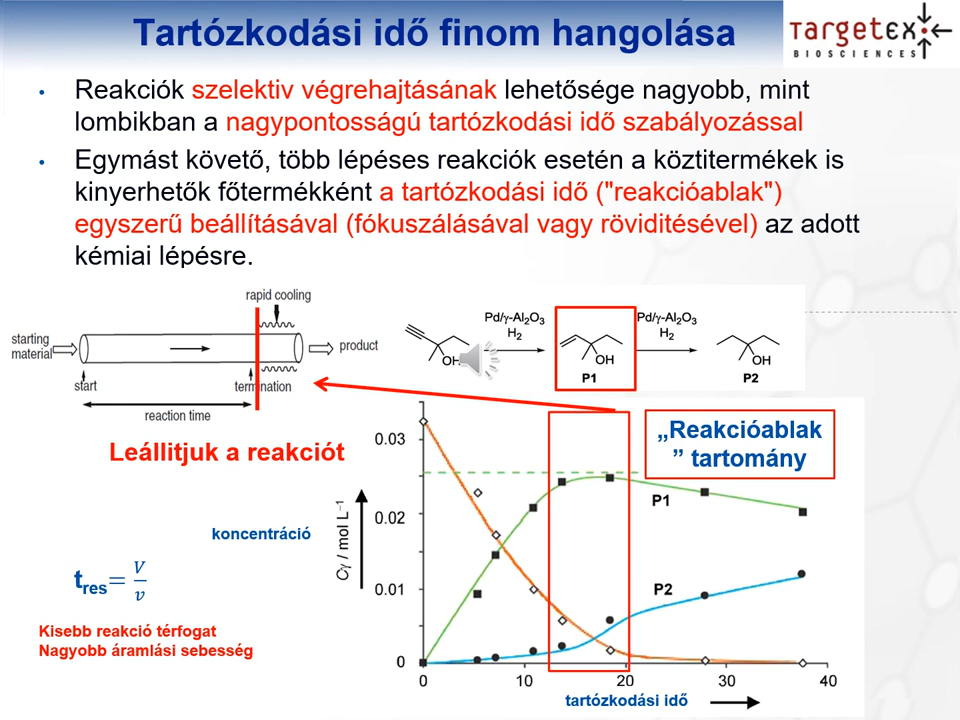 Tartózkodási idő finom hangolása
TARGETEX
BIOSCIENCES
• Reakciók szelektiv végrehajtásának lehetősége nagyobb, mint
lombikban a nagypontosságú tartózkodási idő szabályozással
• Egymást követő, több lépéses reakciók esetén a köztitermékek is
kinyerhetők főtermékként a tartózkodási idő ("reakcióablak")
egyszerű beállításával (fókuszálásával vagy röviditésével) az adott
kémiai lépésre.
rapid cooling
starting
material
product
start
termination
reaction time
Pd/γ-Al₂O₃
H₂
Pd/γ-Al₂O₃
H₂
OH
OH
OH
P1
P2
Leállitjuk a reakciót
„Reakcióablak
” tartomány
koncentráció
tres= V
v
Kisebb reakció térfogat
Nagyobb áramlási sebesség
Cγ / mol L⁻¹
0.03
0.02
0.01
0
P1
P2
0
10
20
30
40
tartózkodási idő